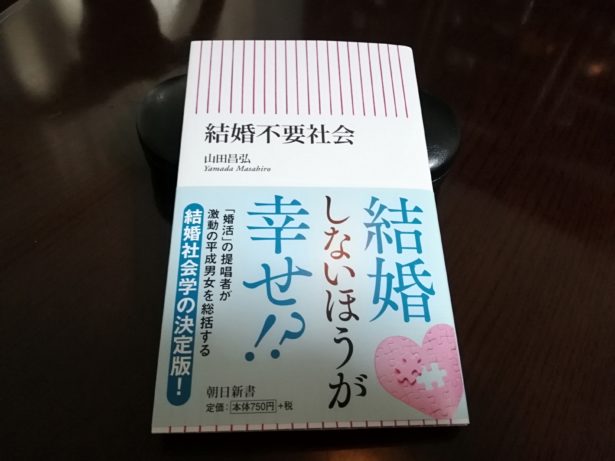 結婚不要社会
山田昌弘
Yamada Masahiro
結婚
しないほうが
幸せ!?
「婚活」の提唱者が
激動の平成男女を総括する
結婚社会学の決定版!
朝日新書
定価:本体750円+税